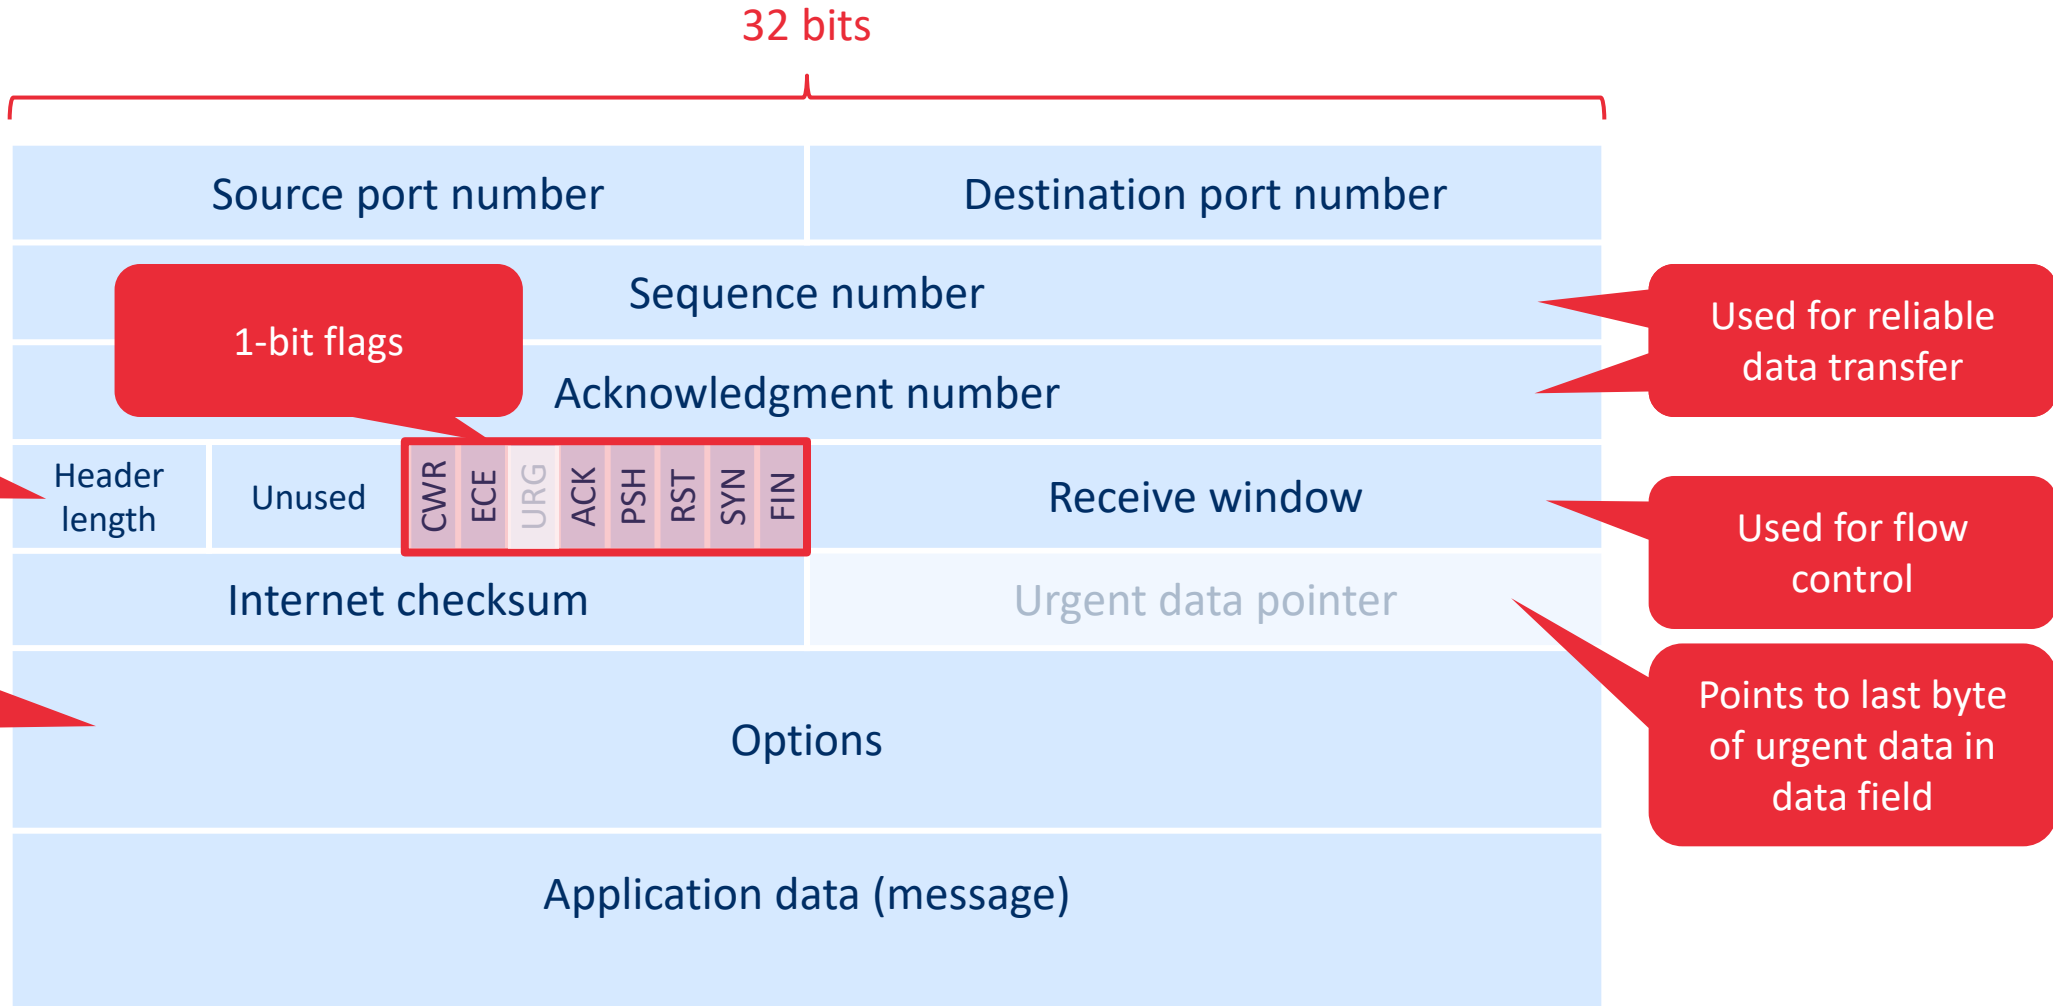 32 bits
Source port number
Destination port number
Sequence number
1-bit flags
Used for reliable
data transfer
Acknowledgment number
Header
length
Unused
CWR
ECE
URG
ACK
PSH
RST
SYN
FIN
Receive window
Used for flow
control
Internet checksum
Urgent data pointer
Points to last byte
of urgent data in
data field
Options
Application data (message)